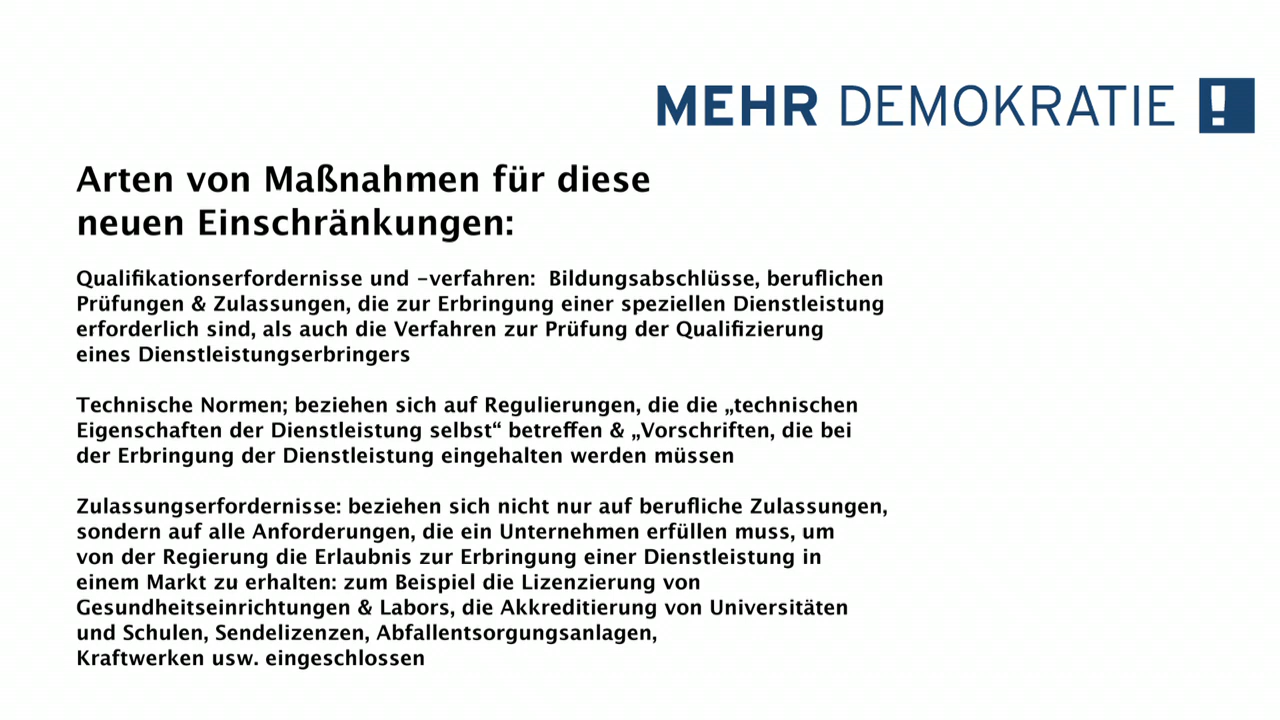 MEHR DEMOKRATIE !
Arten von Maßnahmen für diese
neuen Einschränkungen:
Qualifikationserfordernisse und –verfahren:  Bildungsabschlüsse, beruflichen
Prüfungen & Zulassungen, die zur Erbringung einer speziellen Dienstleistung
erforderlich sind, als auch die Verfahren zur Prüfung der Qualifizierung
eines Dienstleistungserbringers
Technische Normen; beziehen sich auf Regulierungen, die die „technischen
Eigenschaften der Dienstleistung selbst“ betreffen & „Vorschriften, die bei
der Erbringung der Dienstleistung eingehalten werden müssen
Zulassungserfordernisse: beziehen sich nicht nur auf berufliche Zulassungen,
sondern auf alle Anforderungen, die ein Unternehmen erfüllen muss, um
von der Regierung die Erlaubnis zur Erbringung einer Dienstleistung in
einem Markt zu erhalten: zum Beispiel die Lizenzierung von
Gesundheitseinrichtungen & Labors, die Akkreditierung von Universitäten
und Schulen, Sendelizenzen, Abfallentsorgungsanlagen,
Kraftwerken usw. eingeschlossen